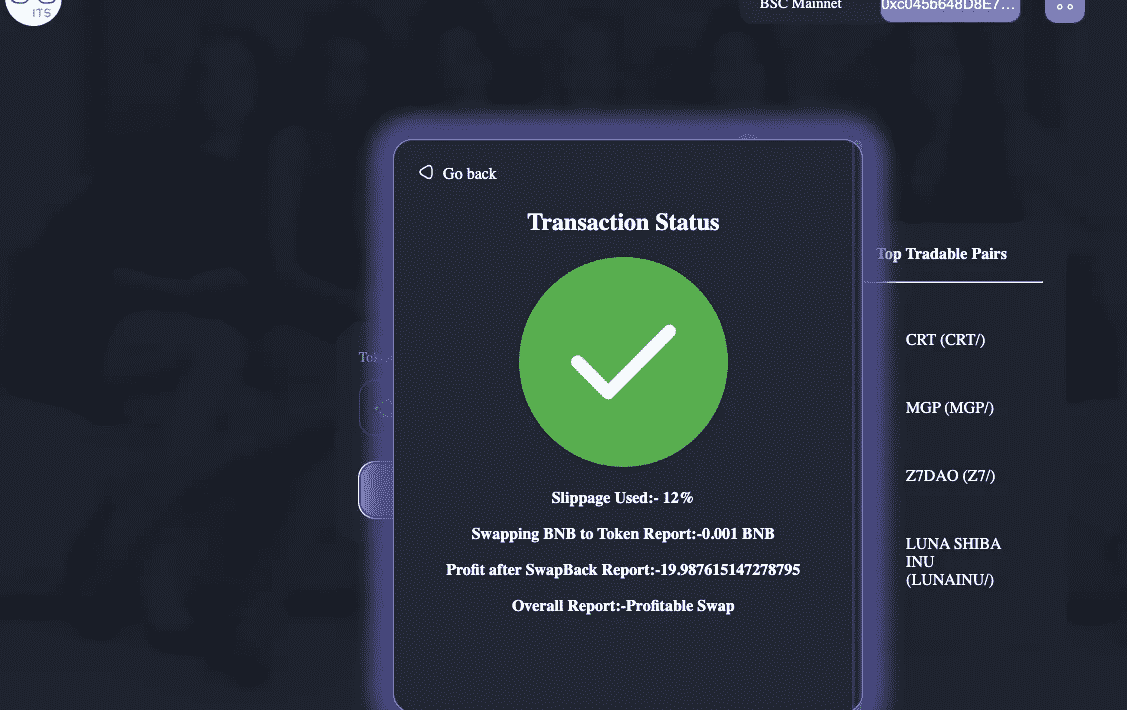 ITS
BSC Mainnet
0xc045b648D8E7...
Go back
Transaction Status
Top Tradable Pairs
CRT (CRT/)
MGP (MGP/)
Z7DAO (Z7/)
Slippage Used:- 12%
Swapping BNB to Token Report:-0.001 BNB
LUNA SHIBA
INU
(LUNAINU/)
Profit after SwapBack Report:-19.987615147278795
Overall Report:-Profitable Swap